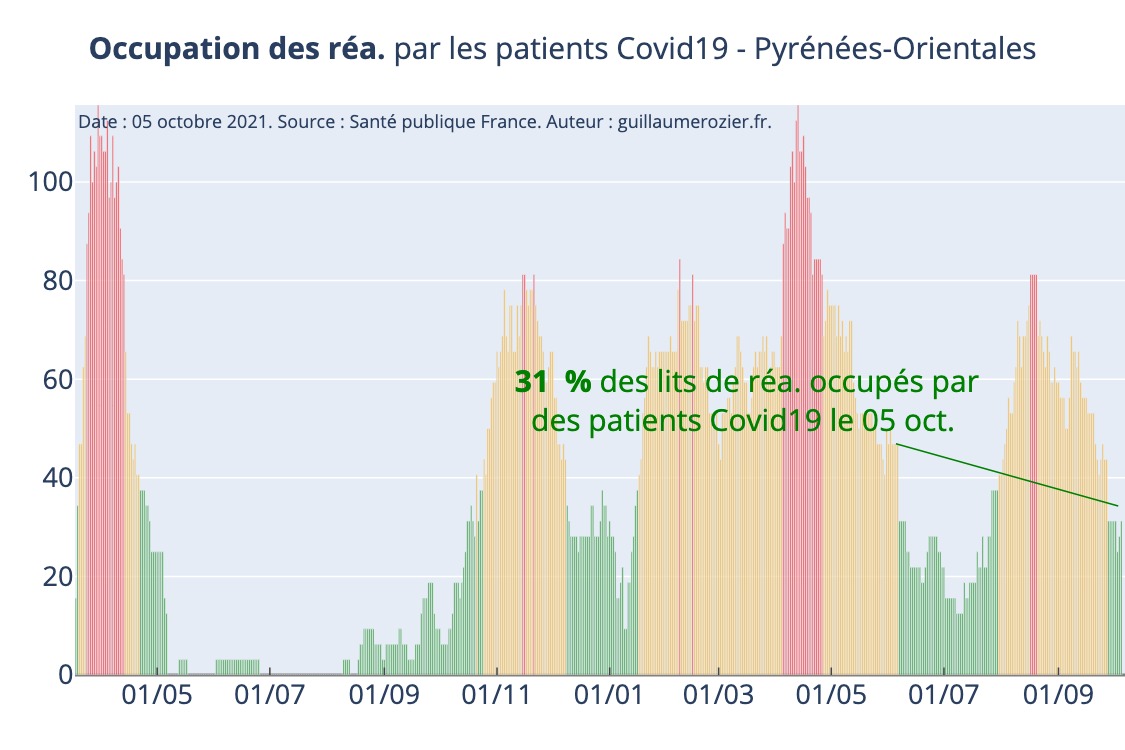 Occupation des réa. par les patients Covid19 - Pyrénées-Orientales
Date : 05 octobre 2021. Source : Santé publique France. Auteur : guillaumerozier.fr.
100
80
60
40
20
0
31 % des lits de réa. occupés par
des patients Covid19 le 05 oct.
01/05 01/07 01/09 01/11 01/01 01/03 01/05 01/07 01/09